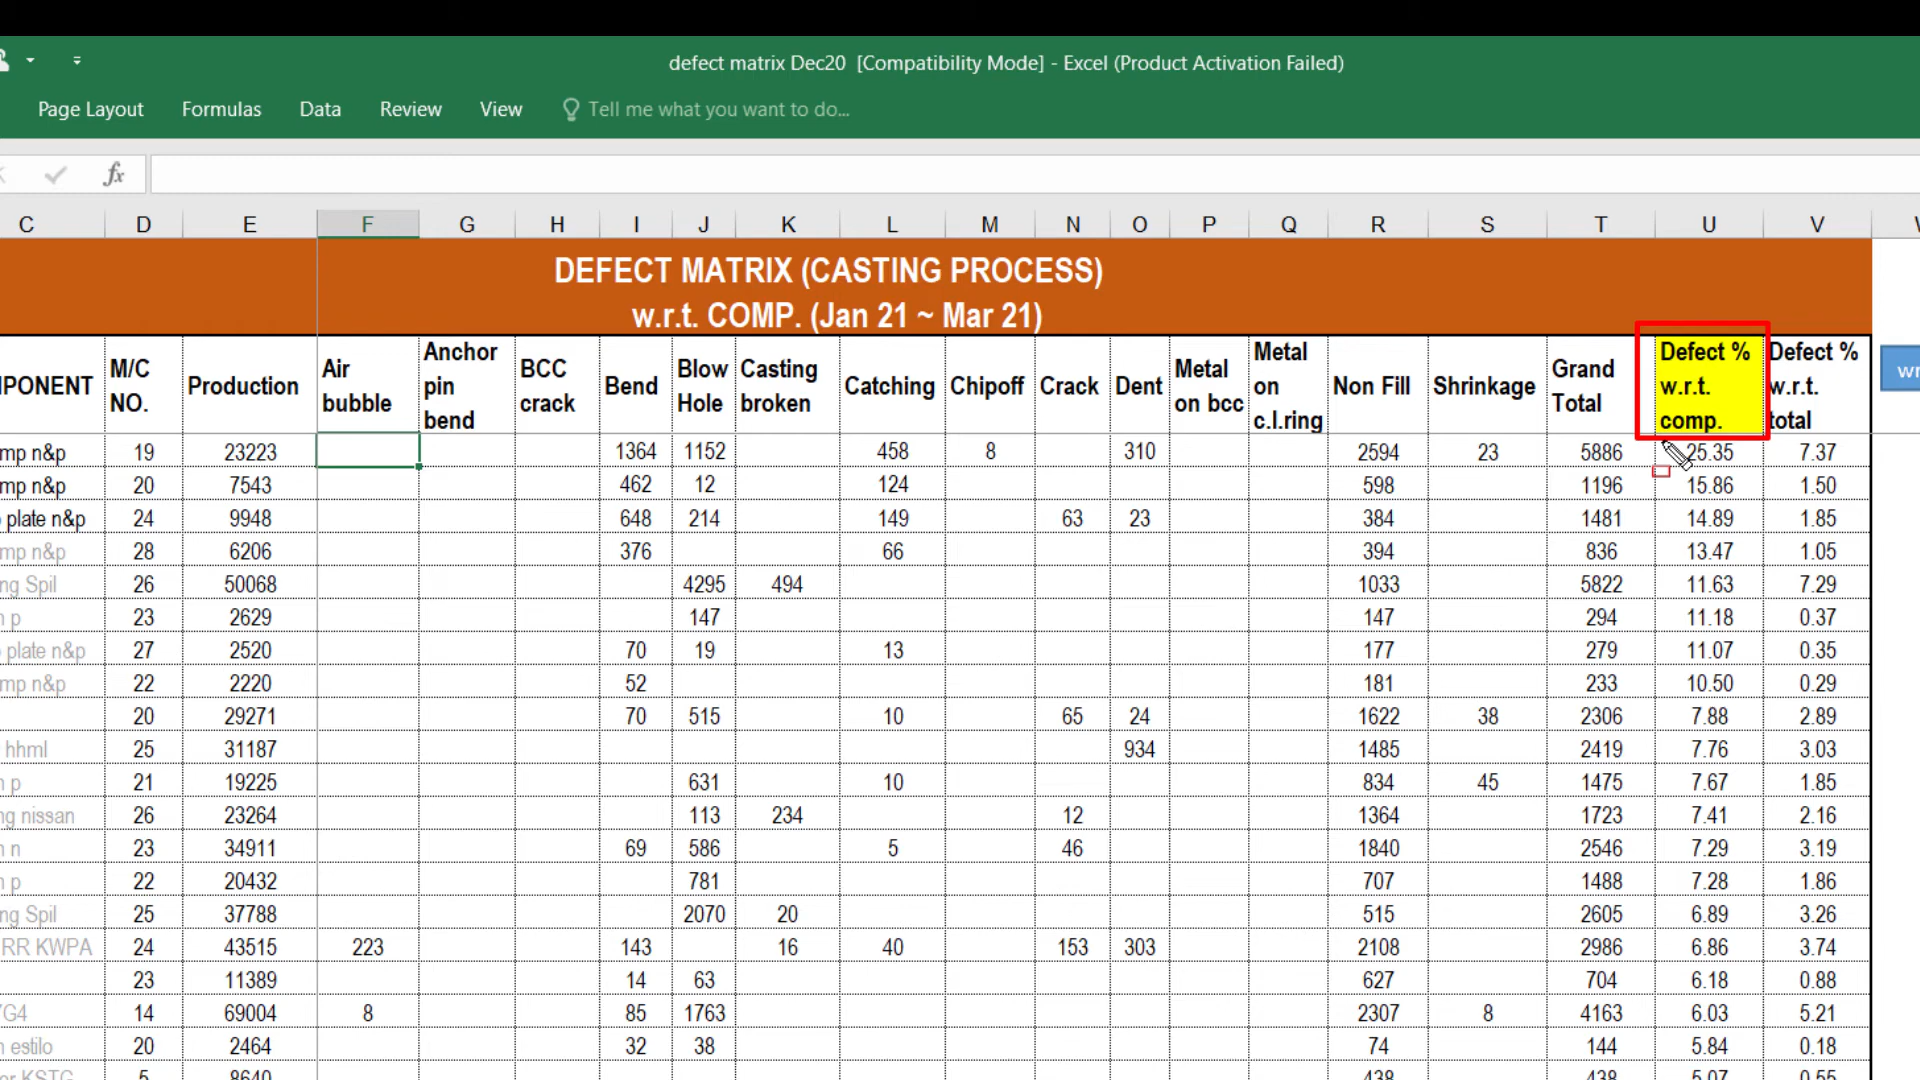 defect matrix Dec20 [Compatibility Mode] - Excel (Product Activation Failed)
Page Layout Formulas Data Review View Tell me what you want to do...
fx
C D E F G H I J K L M N O P Q R S T U V
DEFECT MATRIX (CASTING PROCESS)
w.r.t. COMP. (Jan 21 ~ Mar 21)
PONENT M/C NO. Production Air bubble Anchor pin bend BCC crack Bend Blow Hole Casting broken Catching Chipoff Crack Dent Metal on bcc Metal on c.l.ring Non Fill Shrinkage Grand Total Defect % w.r.t. comp. Defect % w.r.t. total
wr
mp n&p 19 23223 1364 1152 458 8 310 2594 23 5886 25.35 7.37
mp n&p 20 7543 462 12 124 598 1196 15.86 1.50
plate n&p 24 9948 648 214 149 63 23 384 1481 14.89 1.85
mp n&p 28 6206 376 66 394 836 13.47 1.05
ng Spil 26 50068 4295 494 1033 5822 11.63 7.29
p 23 2629 147 147 294 11.18 0.37
plate n&p 27 2520 70 19 13 177 279 11.07 0.35
mp n&p 22 2220 52 181 233 10.50 0.29
20 29271 70 515 10 65 24 1622 38 2306 7.88 2.89
hhml 25 31187 934 1485 2419 7.76 3.03
p 21 19225 631 10 834 45 1475 7.67 1.85
ng nissan 26 23264 113 234 12 1364 1723 7.41 2.16
n 23 34911 69 586 5 46 1840 2546 7.29 3.19
p 22 20432 781 707 1488 7.28 1.86
ng Spil 25 37788 2070 20 515 2605 6.89 3.26
RR KWPA 24 43515 223 143 16 40 153 303 2108 2986 6.86 3.74
23 11389 14 63 627 704 6.18 0.88
YG4 14 69004 8 85 1763 2307 8 4163 6.03 5.21
estilo 20 2464 32 38 74 144 5.84 0.18
KSTG 5 8640 438 438 5.07 0.55